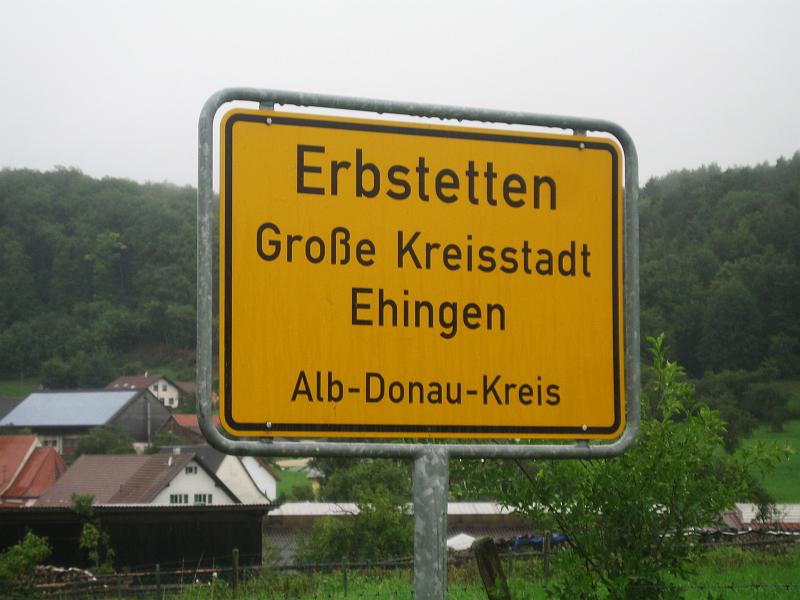 Erbstetten
Große Kreisstadt
Ehingen
Alb-Donau-Kreis